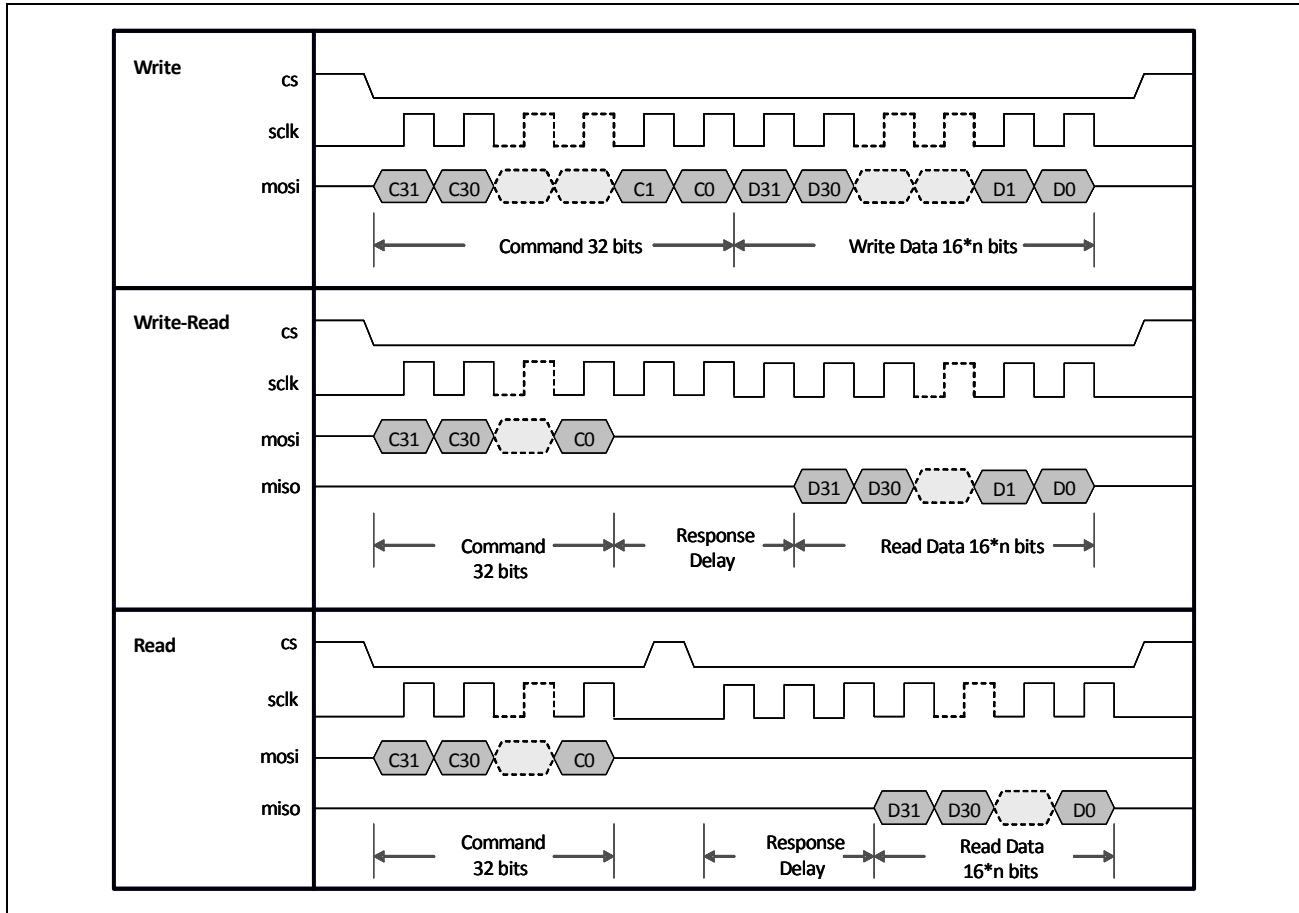 Write
cs
sclk
mosi
C31 C30 C1 C0 D31 D30 D1 D0
Command 32 bits
Write Data 16*n bits
Write-Read
cs
sclk
mosi
C31 C30 C0
miso
D31 D30 D1 D0
Command
32 bits
Response
Delay
Read Data 16*n bits
Read
cs
sclk
mosi
C31 C30 C0
miso
D31 D30 D0
Command
32 bits
Response
Delay
Read Data
16*n bits